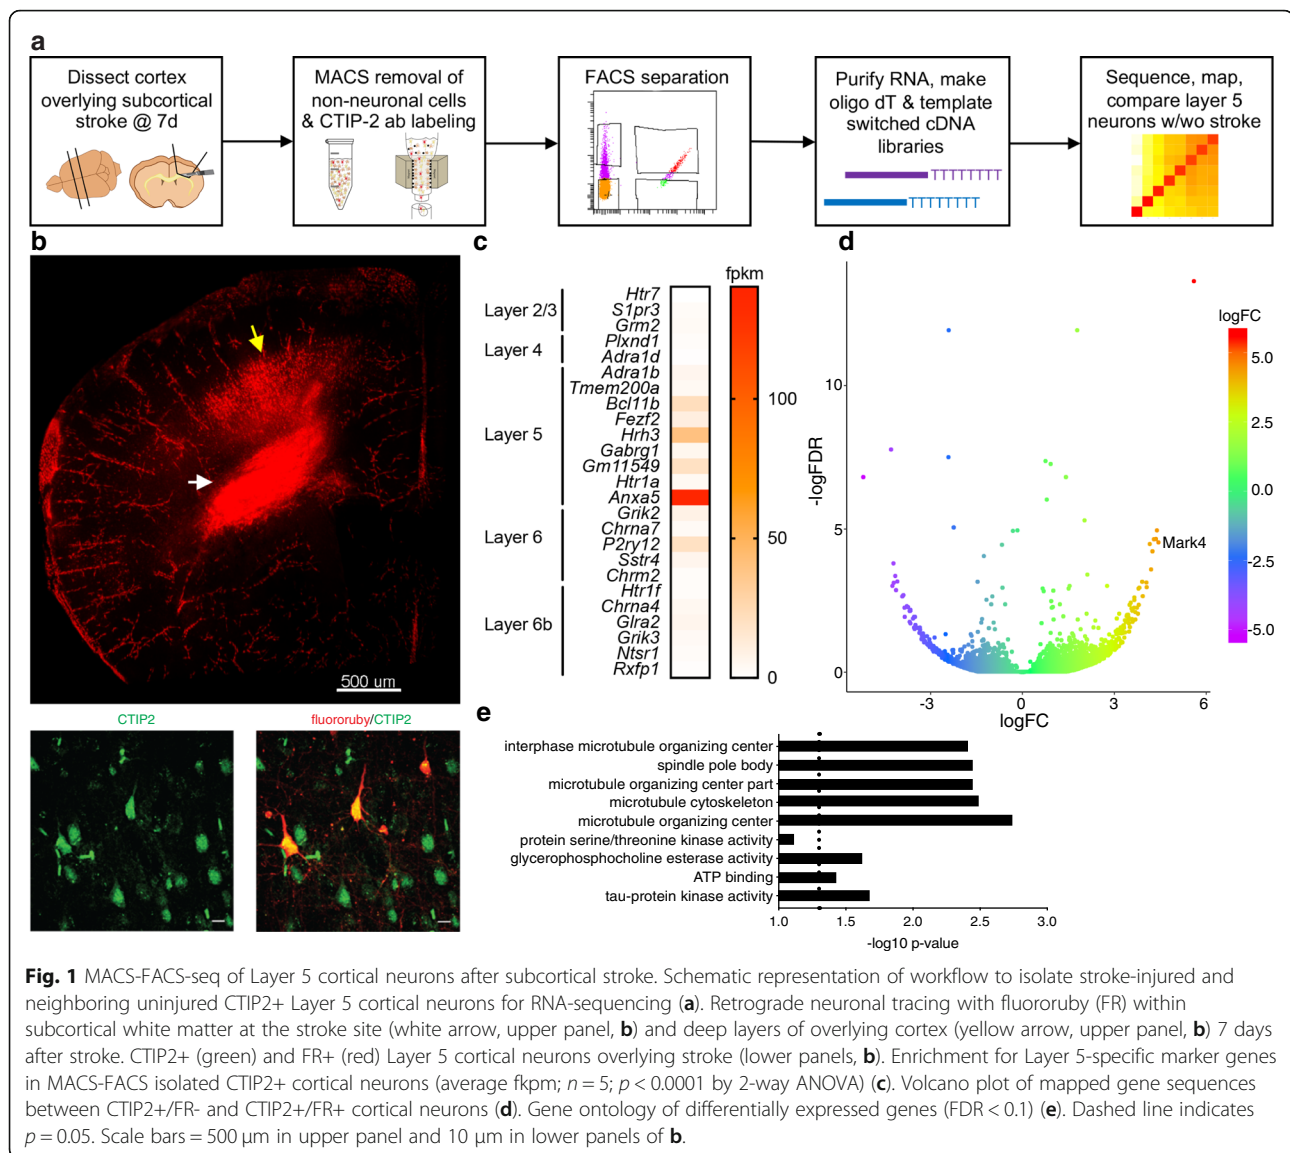 a
Dissect cortex
overlying subcortical
stroke @ 7d
MACS removal of
non-neuronal cells
& CTIP-2 ab labeling
FACS separation
Purify RNA, make
oligo dT & template
switched cDNA
libraries
TTTTTTTT
TTTTTTTT
Sequence, map,
compare layer 5
neurons w/wo stroke
b
500 um
CTIP2
fluororuby/CTIP2
c
fpkm
Layer 2/3
Layer 4
Layer 5
Layer 6
Layer 6b
Htr7
S1pr3
Grm2
Plxnd1
Adra1d
Adra1b
Tmem200a
Bcl11b
Fezf2
Hrh3
Gabrg1
Gm11549
Htr1a
Anxa5
Grik2
Chrna7
P2ry12
Sstr4
Chrm2
Htr1f
Chrna4
Glra2
Grik3
Ntsr1
Rxfp1
100
50
0
d
-logFDR
10
5
0
-3
0
3
6
logFC
Mark4
logFC
5.0
2.5
0.0
-2.5
-5.0
e
interphase microtubule organizing center
spindle pole body
microtubule organizing center part
microtubule cytoskeleton
microtubule organizing center
protein serine/threonine kinase activity
glycerophosphocholine esterase activity
ATP binding
tau-protein kinase activity
1.0 1.5 2.0 2.5 3.0
-log10 p-value
Fig. 1 MACS-FACS-seq of Layer 5 cortical neurons after subcortical stroke. Schematic representation of workflow to isolate stroke-injured and
neighboring uninjured CTIP2+ Layer 5 cortical neurons for RNA-sequencing (a). Retrograde neuronal tracing with fluororuby (FR) within
subcortical white matter at the stroke site (white arrow, upper panel, b) and deep layers of overlying cortex (yellow arrow, upper panel, b) 7 days
after stroke. CTIP2+ (green) and FR+ (red) Layer 5 cortical neurons overlying stroke (lower panels, b). Enrichment for Layer 5-specific marker genes
in MACS-FACS isolated CTIP2+ cortical neurons (average fkpm; n = 5; p < 0.0001 by 2-way ANOVA) (c). Volcano plot of mapped gene sequences
between CTIP2+/FR- and CTIP2+/FR+ cortical neurons (d). Gene ontology of differentially expressed genes (FDR < 0.1) (e). Dashed line indicates
p = 0.05. Scale bars = 500 μm in upper panel and 10 μm in lower panels of b.